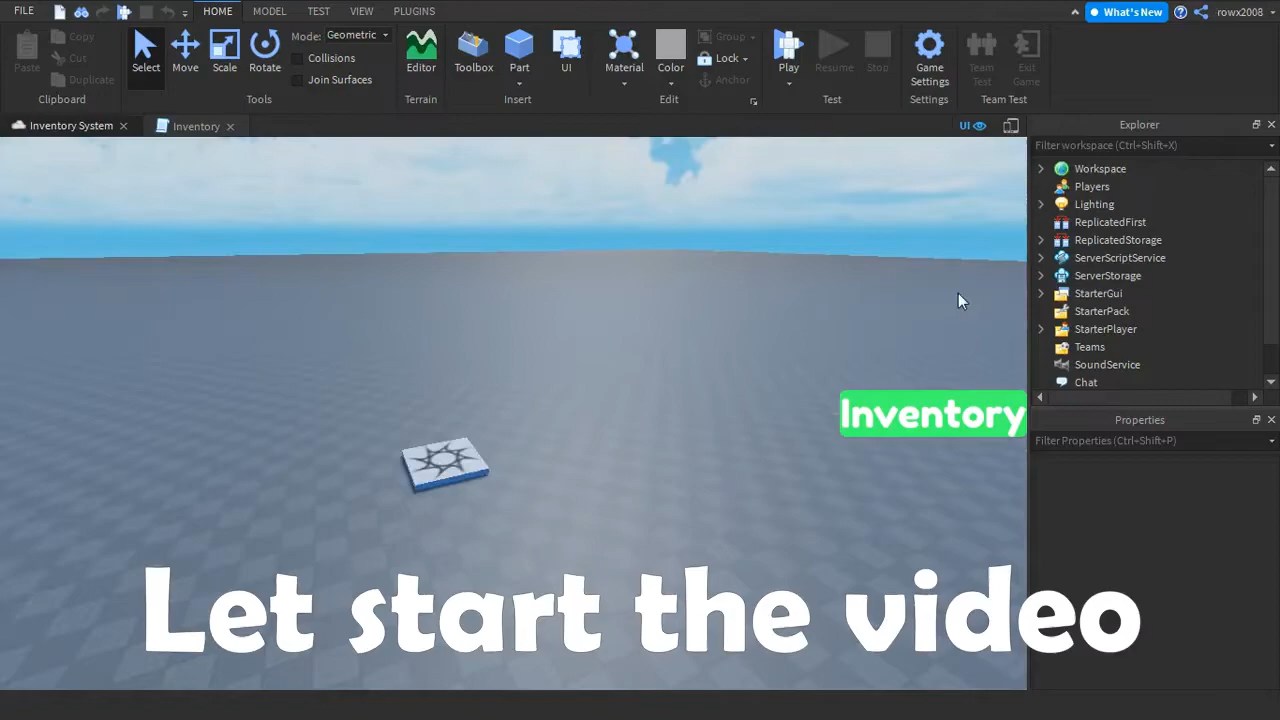 FILE HOME MODEL TEST VIEW PLUGINS What's New rowx2008
Paste Copy Cut Duplicate Clipboard
Select Move Scale Rotate Mode: Geometric Collisions Join Surfaces Tools
Editor Terrain
Toolbox Part UI Insert
Material Color Group Lock Anchor Edit
Play Resume Stop Test
Game Settings Settings
Team Test Exit Game Team Test
Inventory System Inventory UI
Explorer
Filter workspace (Ctrl+Shift+X)
Workspace
Players
Lighting
ReplicatedFirst
ReplicatedStorage
ServerScriptService
ServerStorage
StarterGui
StarterPack
StarterPlayer
Teams
SoundService
Chat
Properties
Filter Properties (Ctrl+Shift+P)
Inventory
Let start the video